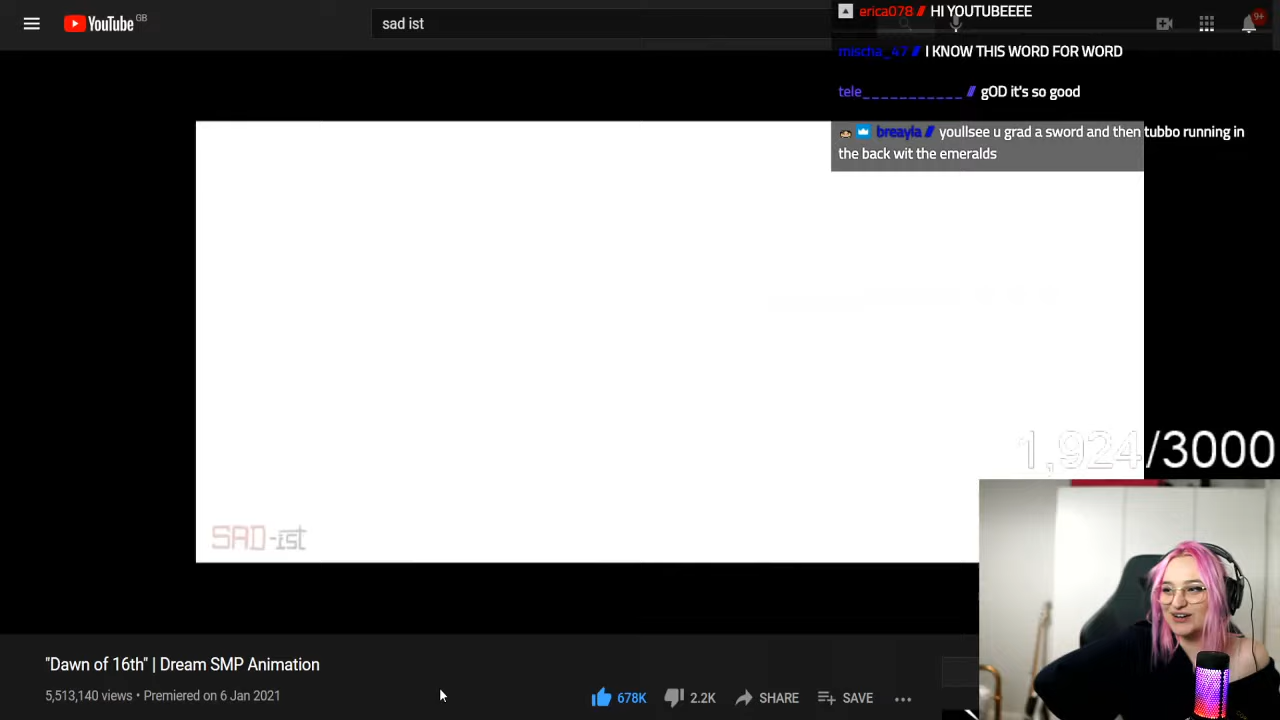 YouTube GB
sad ist
erica078 // HI YOUTUBEEEE
9+
mischa_47 // I KNOW THIS WORD FOR WORD
tele___________ // gOD it's so good
breayla // youllsee u grad a sword and then tubbo running in
the back wit the emeralds
1,924/3000
SAD-ist
"Dawn of 16th" | Dream SMP Animation
5,513,140 views • Premiered on 6 Jan 2021
678K 2.2K SHARE SAVE